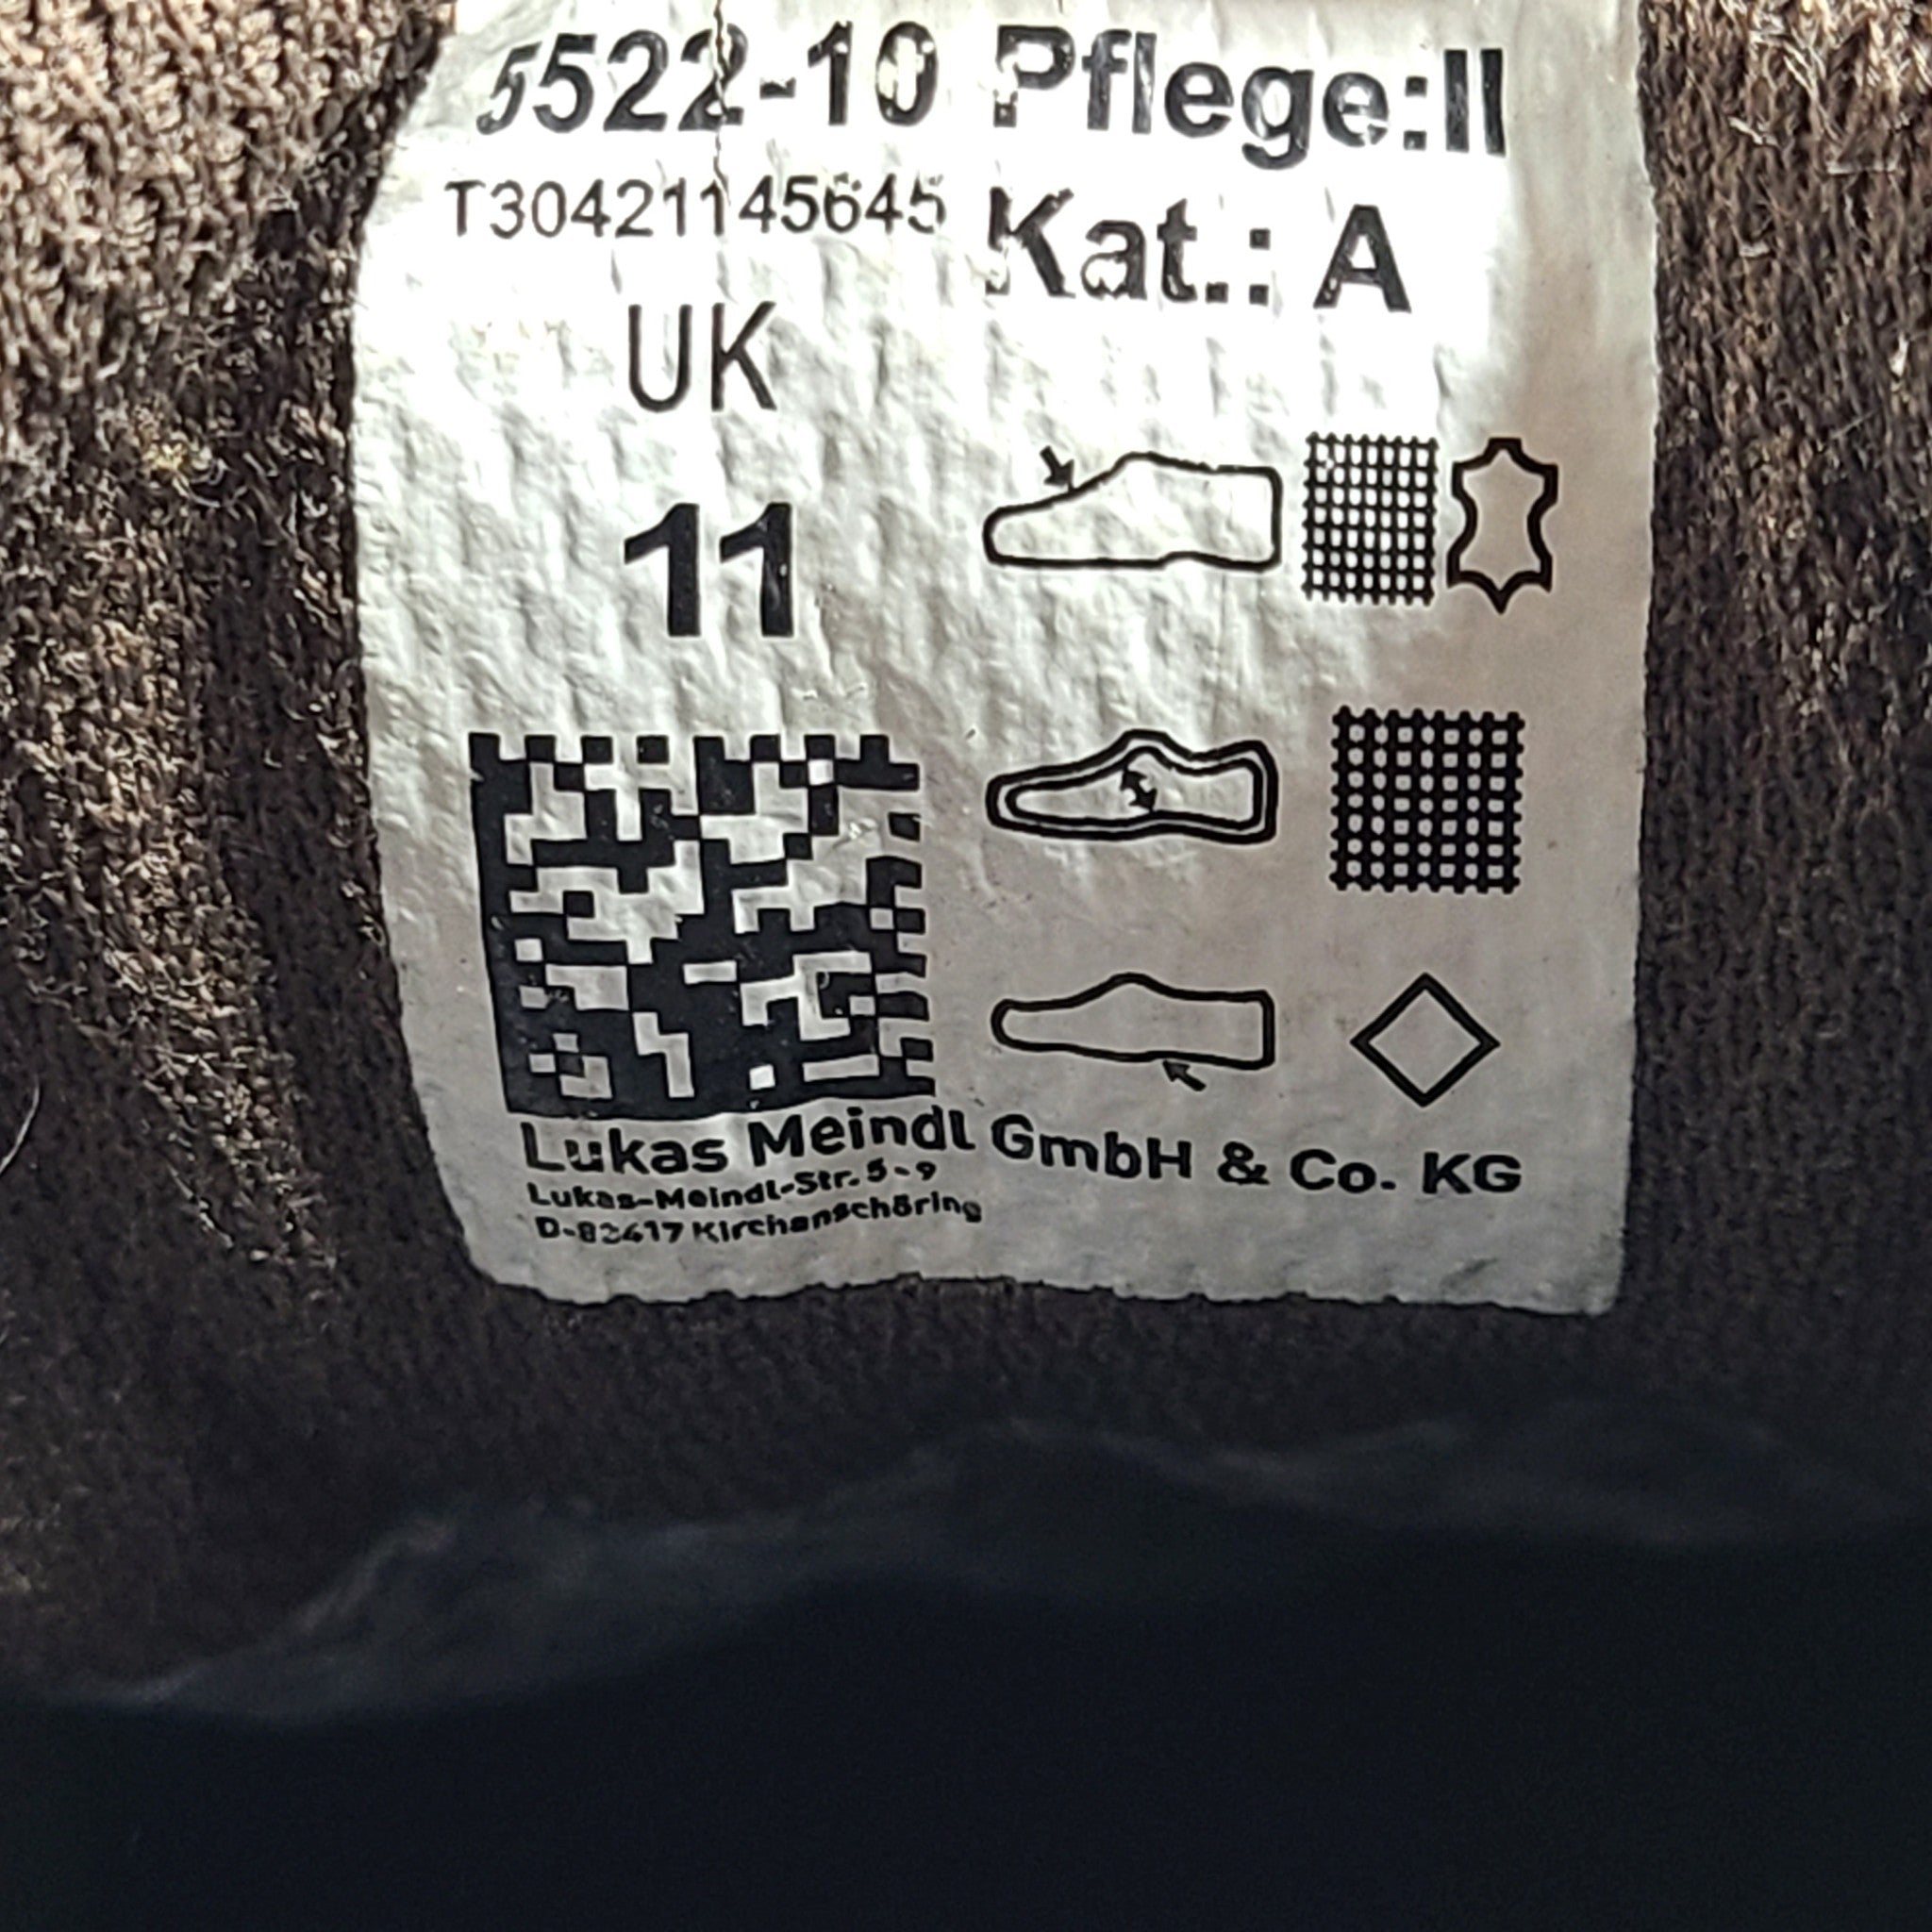 5522-10 Pflege:II
T30421145645 Kat.: A
UK
11
Lukas Meindl GmbH & Co. KG
Lukas-Meindl-Str. 5 - 9
D-83417 Kirchanschöring